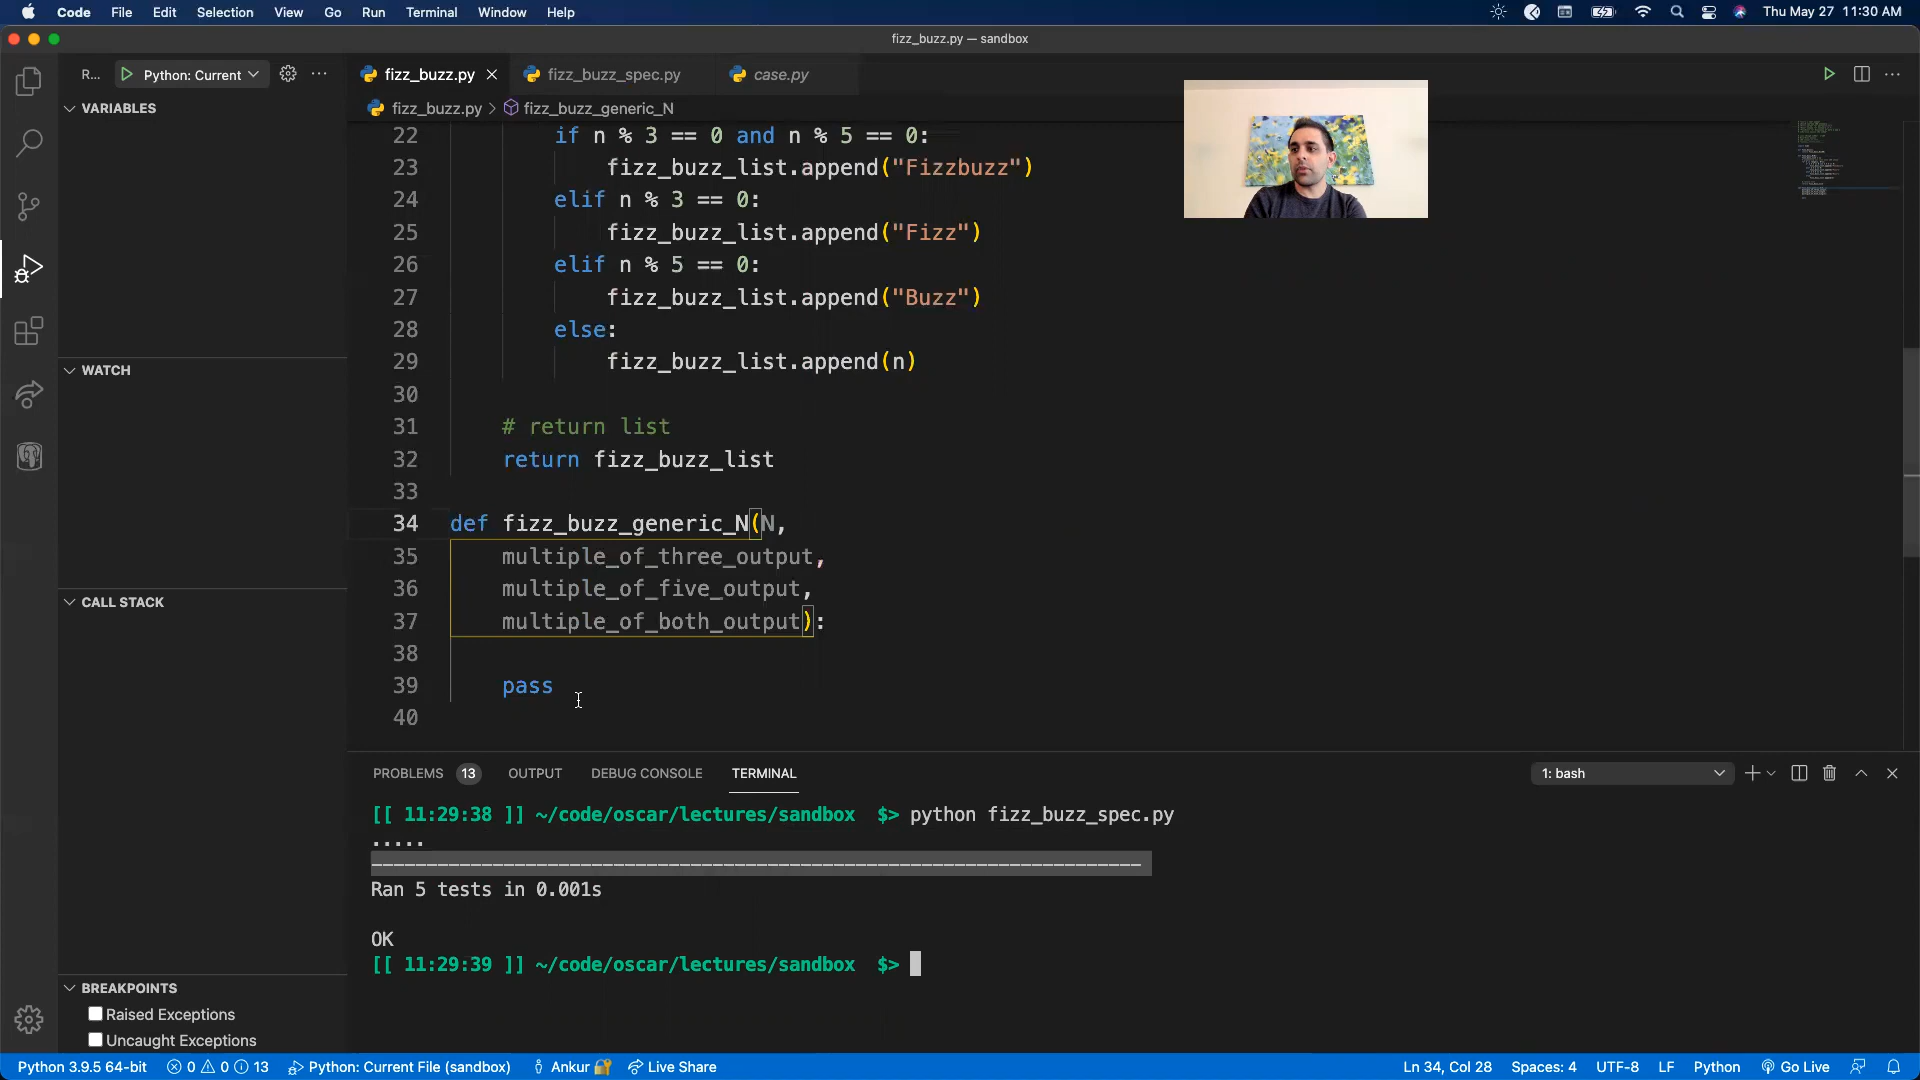 Code File Edit Selection View Go Run Terminal Window Help Thu May 27 11:30 AM
fizz_buzz.py — sandbox
R... Python: Current fizz_buzz.py fizz_buzz_spec.py case.py
VARIABLES
fizz_buzz.py > fizz_buzz_generic_N
22 if n % 3 == 0 and n % 5 == 0:
23 fizz_buzz_list.append("Fizzbuzz")
24 elif n % 3 == 0:
25 fizz_buzz_list.append("Fizz")
26 elif n % 5 == 0:
27 fizz_buzz_list.append("Buzz")
28 else:
29 fizz_buzz_list.append(n)
WATCH
30
31 # return list
32 return fizz_buzz_list
33
34 def fizz_buzz_generic_N(N,
35 multiple_of_three_output,
36 multiple_of_five_output,
CALL STACK
37 multiple_of_both_output):
38
39 pass
40
PROBLEMS 13 OUTPUT DEBUG CONSOLE TERMINAL 1: bash
[[ 11:29:38 ]] ~/code/oscar/lectures/sandbox $> python fizz_buzz_spec.py
.....
----------------------------------------------------------------------
Ran 5 tests in 0.001s
OK
[[ 11:29:39 ]] ~/code/oscar/lectures/sandbox $>
BREAKPOINTS
Raised Exceptions
Uncaught Exceptions
Python 3.9.5 64-bit 0 0 13 Python: Current File (sandbox) Ankur Live Share Ln 34, Col 28 Spaces: 4 UTF-8 LF Python Go Live